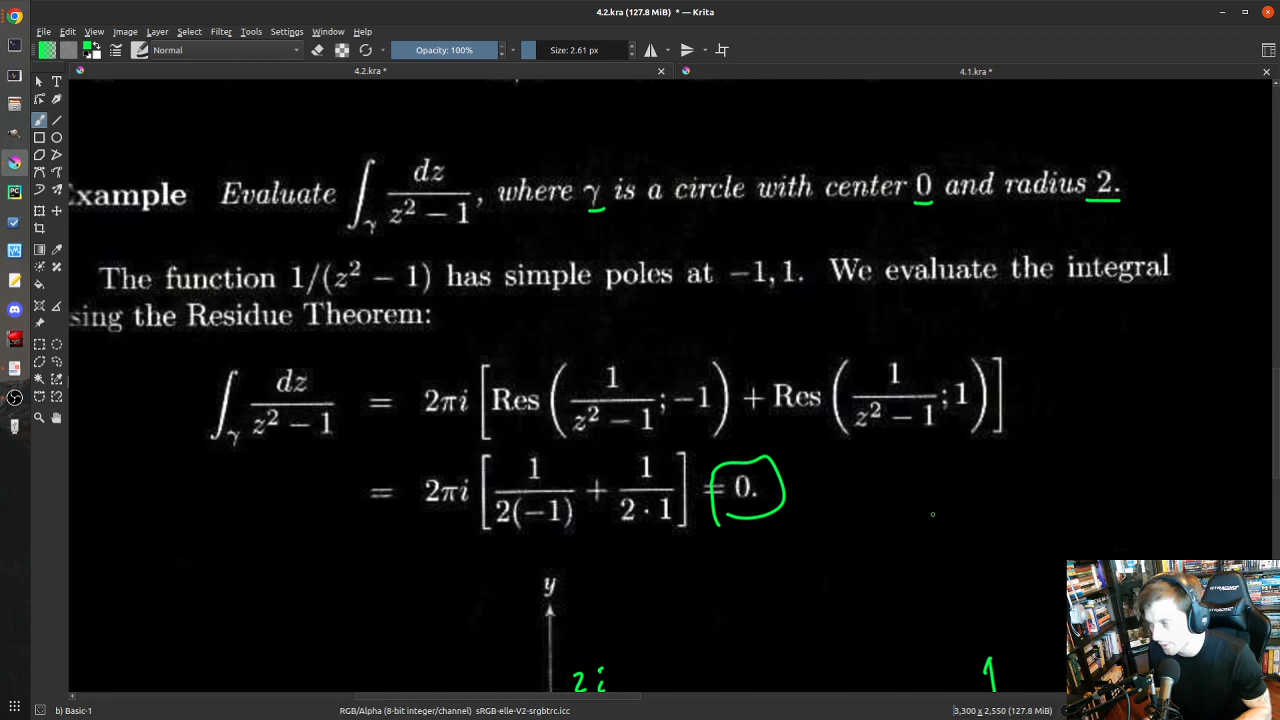 4.2.kra (127.8 MiB) * — Krita
File Edit View Image Layer Select Filter Tools Settings Window Help
Normal Opacity: 100% Size: 2.61 px
4.2.kra * 4.1.kra *
Example Evaluate ∫_γ dz/(z² − 1), where γ is a circle with center 0 and radius 2.
The function 1/(z² − 1) has simple poles at −1, 1. We evaluate the integral
sing the Residue Theorem:
∫_γ dz/(z² − 1) = 2πi [Res (1/(z² − 1); −1) + Res (1/(z² − 1); 1)]
= 2πi [1/(2(−1)) + 1/(2 · 1)] = 0.
y
2i
b) Basic-1 RGB/Alpha (8-bit integer/channel) sRGB-elle-V2-srgbtrc.icc 3,300 x 2,550 (127.8 MiB)